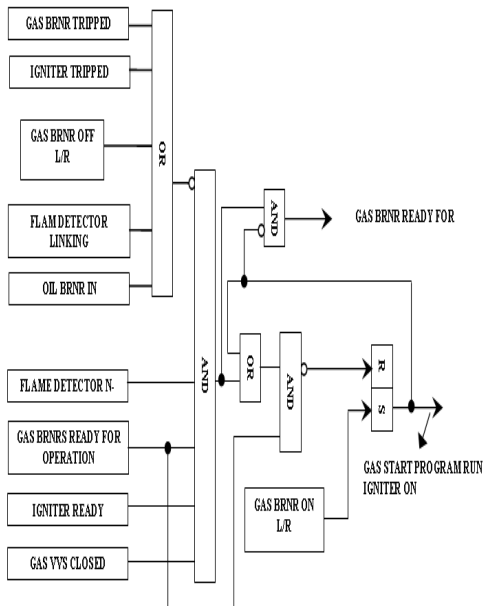 GAS BRNR TRIPPED
IGNITER TRIPPED
GAS BRNR OFF
L/R
FLAM DETECTOR
LINKING
OIL BRNR IN
OR
FLAME DETECTOR N-
GAS BRNRS READY FOR
OPERATION
IGNITER READY
GAS VVS CLOSED
AND
AND
GAS BRNR READY FOR
OR
AND
R
S
GAS BRNR ON
L/R
GAS START PROGRAM RUN
IGNITER ON